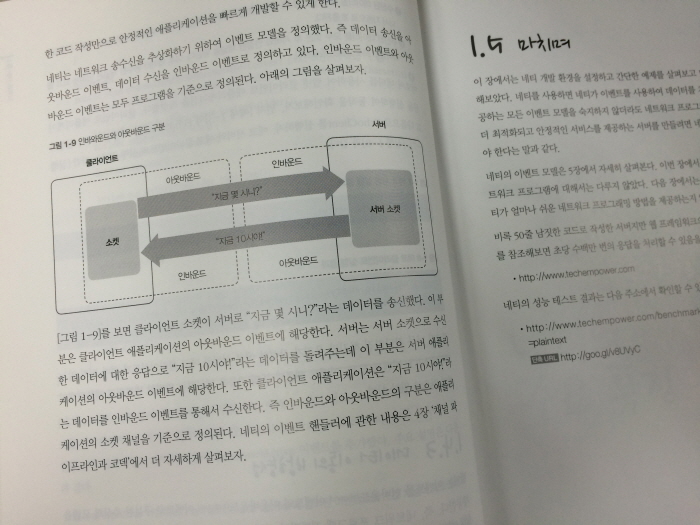 한 코드 작성만으로 안정적인 애플리케이션을 빠르게 개발할 수 있게 한다.
네티는 네트워크 송수신을 추상화하기 위하여 이벤트 모델을 정의했다. 즉 데이터 송신을 아
웃바운드 이벤트, 데이터 수신을 인바운드 이벤트로 정의하고 있다. 인바운드 이벤트와 아웃
바운드 이벤트는 모두 프로그램을 기준으로 정의된다. 아래의 그림을 살펴보자.
그림 1-9 인바와운드와 아웃바운드 구분
클라이언트
서버
아웃바운드
인바운드
"지금 몇 시니?"
소켓
서버 소켓
"지금 10시야!"
인바운드
아웃바운드
[그림 1-9]를 보면 클라이언트 소켓이 서버로 "지금 몇 시니?"라는 데이터를 송신했다. 이 부
분은 클라이언트 애플리케이션의 아웃바운드 이벤트에 해당한다. 서버는 서버 소켓으로 수신
한 데이터에 대한 응답으로 "지금 10시야!"라는 데이터를 돌려주는데 이 부분은 서버 애플리
케이션의 아웃바운드 이벤트에 해당한다. 또한 클라이언트 애플리케이션은 "지금 10시야!"라
는 데이터를 인바운드 이벤트를 통해서 수신한다. 즉 인바운드와 아웃바운드의 구분은 애플리
케이션의 소켓 채널을 기준으로 정의된다. 네티의 이벤트 핸들러에 관한 내용은 4장 '채널 파
이프라인과 코덱'에서 더 자세하게 살펴보자.
1.5 마치며
이 장에서는 네티 개발 환경을 설정하고 간단한 예제를 살펴보고
해보았다. 네티를 사용하면 네티가 이벤트를 사용하여 데이터를
공하는 모든 이벤트 모델을 숙지하지 않더라도 네트워크 프로그
더 최적화되고 안정적인 서비스를 제공하는 서버를 만들려면 네
야 한다는 말과 같다.
네티의 이벤트 모델은 5장에서 자세히 살펴본다. 이번 장에서
트워크 프로그램에 대해서는 다루지 않았다. 다음 장에서는
티가 얼마나 쉬운 네트워크 프로그래밍 방법을 제공하는지
비록 50줄 남짓한 코드로 작성한 서버지만 웹 프레임워크의
를 참조해보면 초당 수백만 번의 응답을 처리할 수 있음을
• http://www.techempower.com
네티의 성능 테스트 결과는 다음 주소에서 확인할 수 있
• http://www.techempower.com/benchmark
=plaintext
단축 URL http://goo.gl/v8UVyC